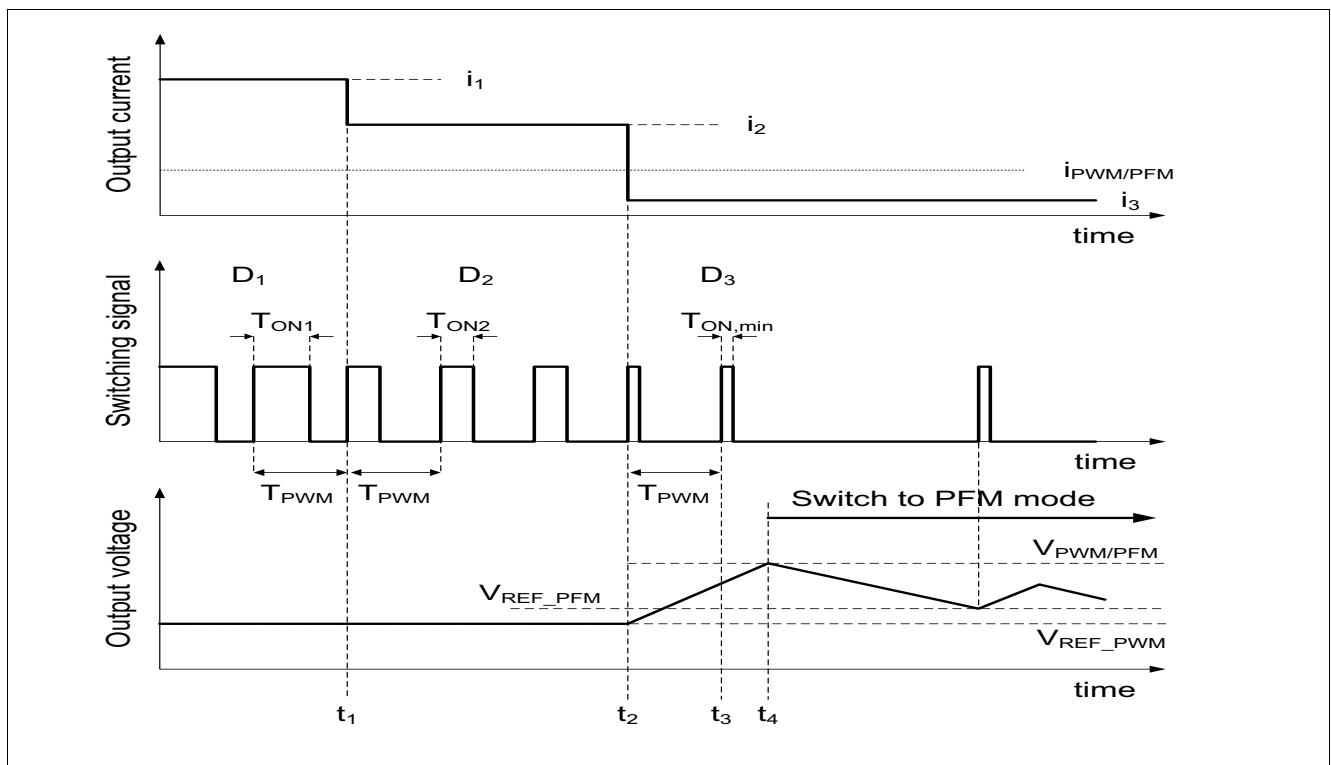 Output current
i₁
i₂
iPWM/PFM
i₃
time
Switching signal
D₁
D₂
D₃
TON1
TON2
TON,min
time
TPWM
TPWM
TPWM
Output voltage
Switch to PFM mode
VPWM/PFM
VREF_PFM
VREF_PWM
time
t₁
t₂
t₃
t₄